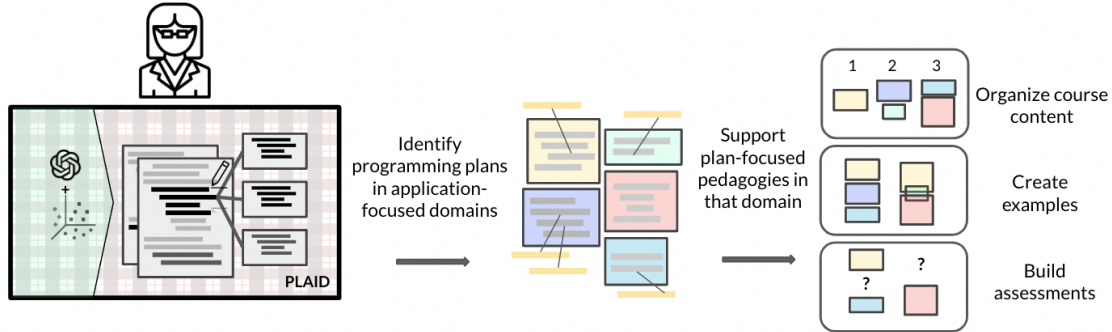 +
PLAID
Identify
programming plans
in application-
focused domains
Support
plan-focused
pedagogies in
that domain
1 2 3
Organize course
content
Create
examples
?
?
Build
assessments